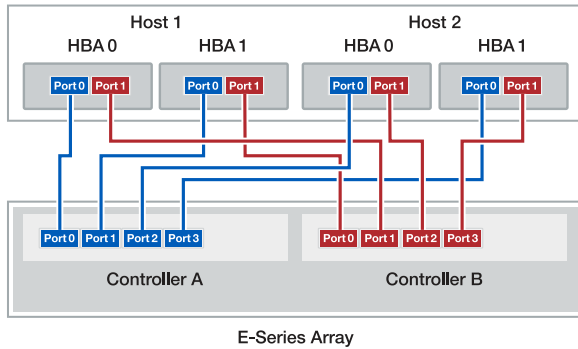 Host 1 Host 2
HBA 0 HBA 1 HBA 0 HBA 1
Port 0 Port 1 Port 0 Port 1 Port 0 Port 1 Port 0 Port 1
Port 0 Port 1 Port 2 Port 3 Port 0 Port 1 Port 2 Port 3
Controller A Controller B
E-Series Array